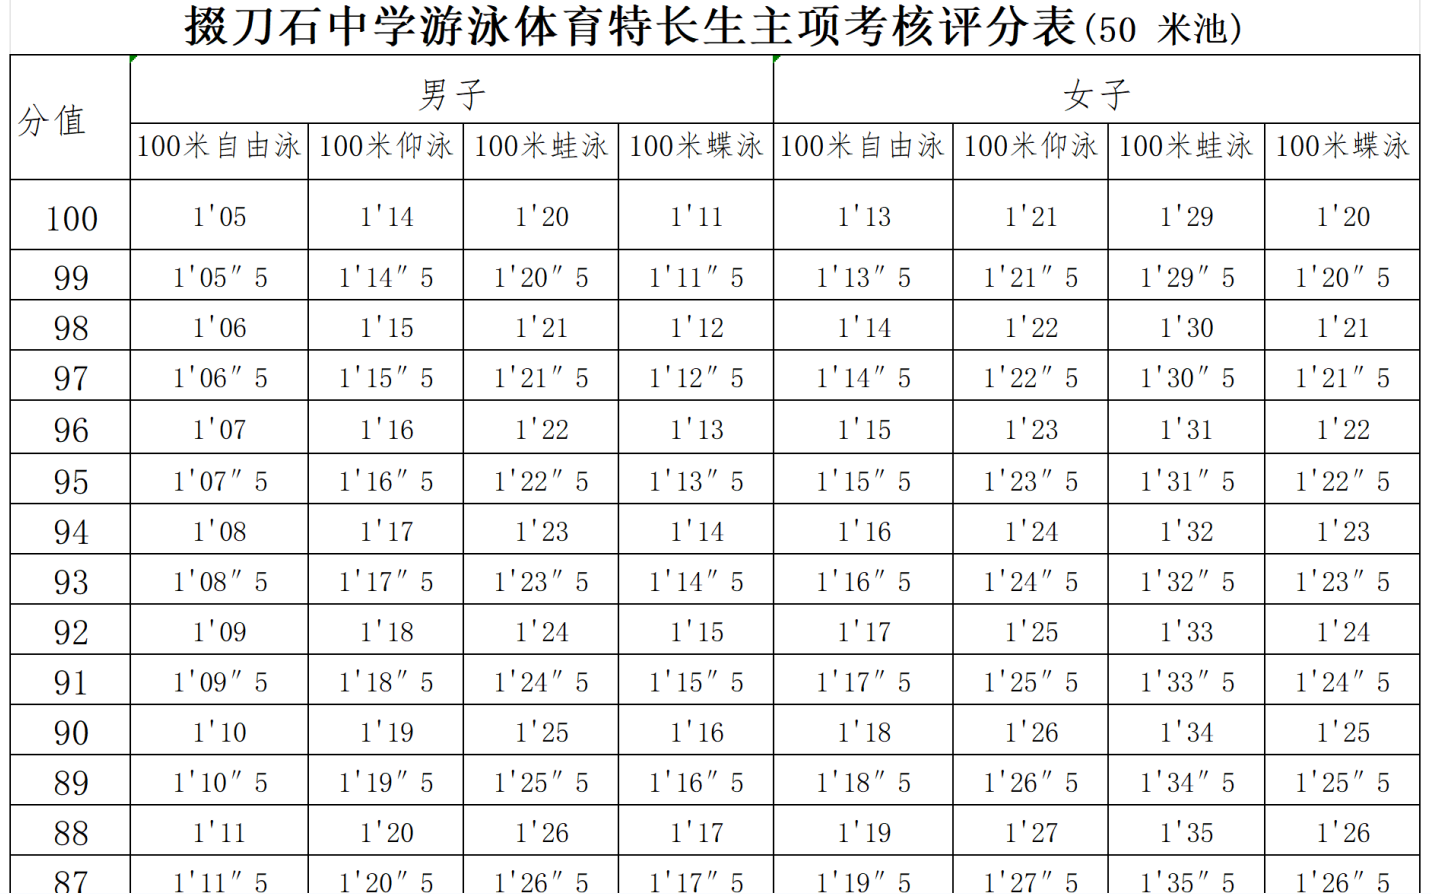 掇刀石中学游泳体育特长生主项考核评分表(50 米池)
分值 男子 女子
100米自由泳 100米仰泳 100米蛙泳 100米蝶泳 100米自由泳 100米仰泳 100米蛙泳 100米蝶泳
100 1'05 1'14 1'20 1'11 1'13 1'21 1'29 1'20
99 1'05″5 1'14″5 1'20″5 1'11″5 1'13″5 1'21″5 1'29″5 1'20″5
98 1'06 1'15 1'21 1'12 1'14 1'22 1'30 1'21
97 1'06″5 1'15″5 1'21″5 1'12″5 1'14″5 1'22″5 1'30″5 1'21″5
96 1'07 1'16 1'22 1'13 1'15 1'23 1'31 1'22
95 1'07″5 1'16″5 1'22″5 1'13″5 1'15″5 1'23″5 1'31″5 1'22″5
94 1'08 1'17 1'23 1'14 1'16 1'24 1'32 1'23
93 1'08″5 1'17″5 1'23″5 1'14″5 1'16″5 1'24″5 1'32″5 1'23″5
92 1'09 1'18 1'24 1'15 1'17 1'25 1'33 1'24
91 1'09″5 1'18″5 1'24″5 1'15″5 1'17″5 1'25″5 1'33″5 1'24″5
90 1'10 1'19 1'25 1'16 1'18 1'26 1'34 1'25
89 1'10″5 1'19″5 1'25″5 1'16″5 1'18″5 1'26″5 1'34″5 1'25″5
88 1'11 1'20 1'26 1'17 1'19 1'27 1'35 1'26
87 1'11″5 1'20″5 1'26″5 1'17″5 1'19″5 1'27″5 1'35″5 1'26″5